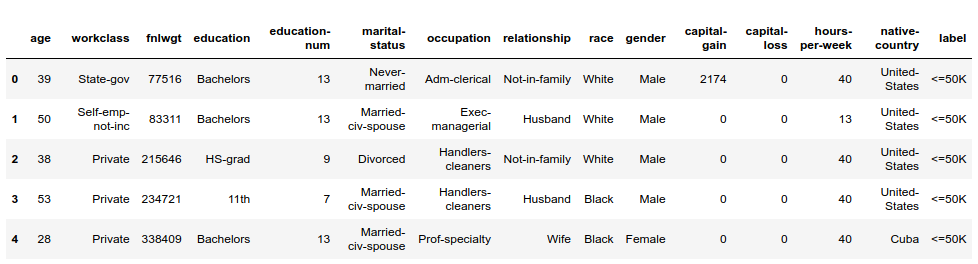 age workclass fnlwgt education education-num marital-status occupation relationship race gender capital-gain capital-loss hours-per-week native-country label
0 39 State-gov 77516 Bachelors 13 Never-married Adm-clerical Not-in-family White Male 2174 0 40 United-States <=50K
1 50 Self-emp-not-inc 83311 Bachelors 13 Married-civ-spouse Exec-managerial Husband White Male 0 0 13 United-States <=50K
2 38 Private 215646 HS-grad 9 Divorced Handlers-cleaners Not-in-family White Male 0 0 40 United-States <=50K
3 53 Private 234721 11th 7 Married-civ-spouse Handlers-cleaners Husband Black Male 0 0 40 United-States <=50K
4 28 Private 338409 Bachelors 13 Married-civ-spouse Prof-specialty Wife Black Female 0 0 40 Cuba <=50K